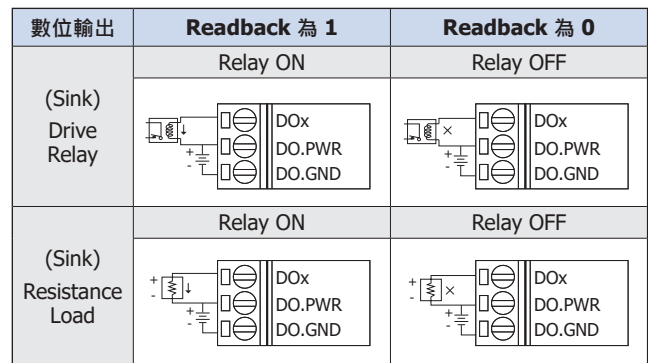 數位輸出
Readback 為 1
Readback 為 0
(Sink)
Drive
Relay
Relay ON
Relay OFF
↓
+
-
DOx
DO.PWR
DO.GND
×
+
-
DOx
DO.PWR
DO.GND
(Sink)
Resistance
Load
Relay ON
Relay OFF
+
-
↓
+
-
DOx
DO.PWR
DO.GND
+
-
×
+
-
DOx
DO.PWR
DO.GND